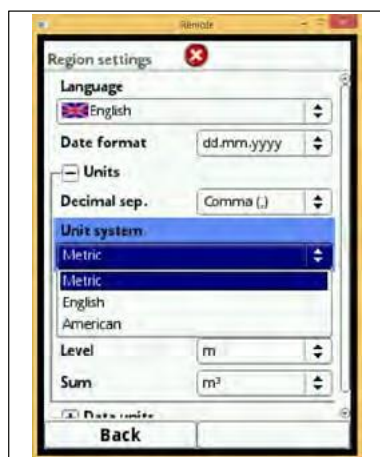 Remote
Region settings
Language
English
Date format dd.mm.yyyy
Units
Decimal sep. Comma (,)
Unit system
Metric
Metric
English
American
Level m
Sum m³
Data units
Back